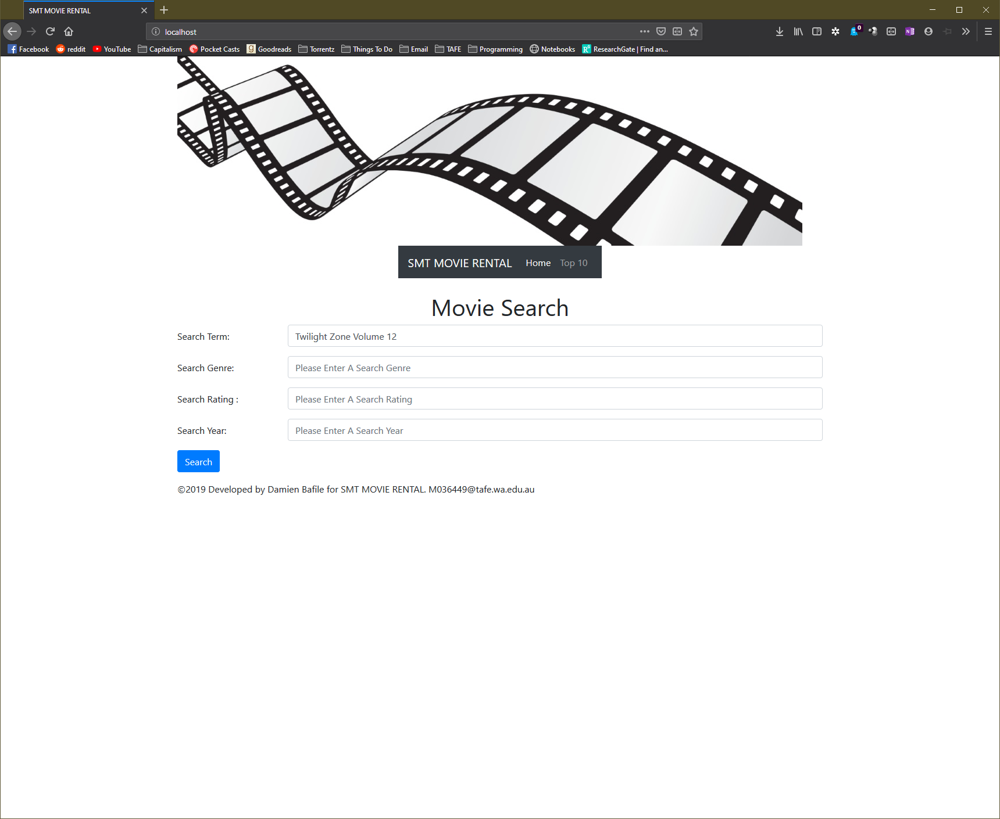 SMT MOVIE RENTAL
localhost
0
Facebook reddit YouTube Capitalism Pocket Casts Goodreads Torrentz Things To Do Email TAFE Programming Notebooks ResearchGate | Find an...
SMT MOVIE RENTAL Home Top 10
Movie Search
Search Term: Twilight Zone Volume 12
Search Genre: Please Enter A Search Genre
Search Rating : Please Enter A Search Rating
Search Year: Please Enter A Search Year
Search
©2019 Developed by Damien Bafile for SMT MOVIE RENTAL. M036449@tafe.wa.edu.au